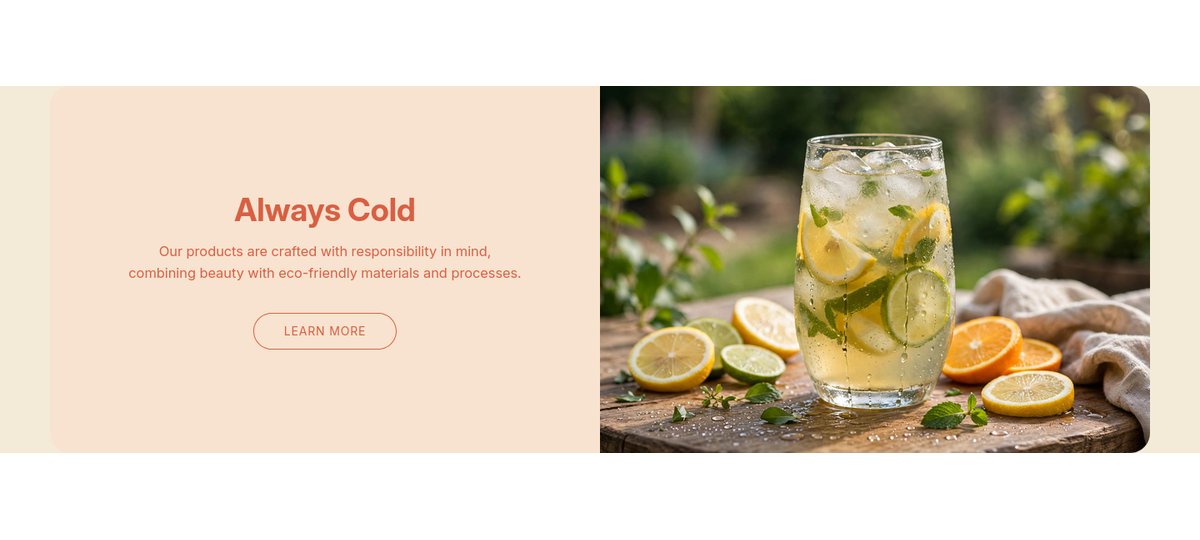 Always Cold
Our products are crafted with responsibility in mind,
combining beauty with eco-friendly materials and processes.
LEARN MORE